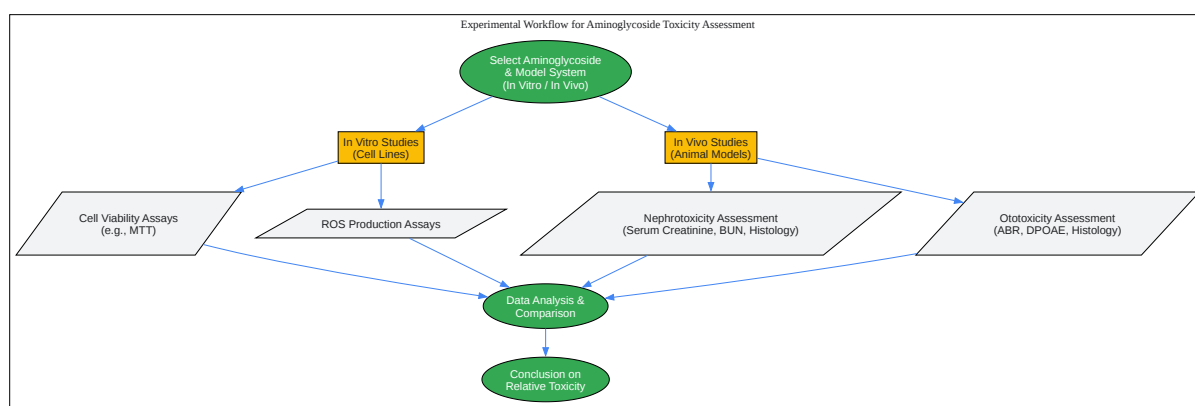 Experimental Workflow for Aminoglycoside Toxicity Assessment
Select Aminoglycoside
& Model System
(In Vitro / In Vivo)
In Vitro Studies
(Cell Lines)
In Vivo Studies
(Animal Models)
Cell Viability Assays
(e.g., MTT)
ROS Production Assays
Nephrotoxicity Assessment
(Serum Creatinine, BUN, Histology)
Ototoxicity Assessment
(ABR, DPOAE, Histology)
Data Analysis &
Comparison
Conclusion on
Relative Toxicity